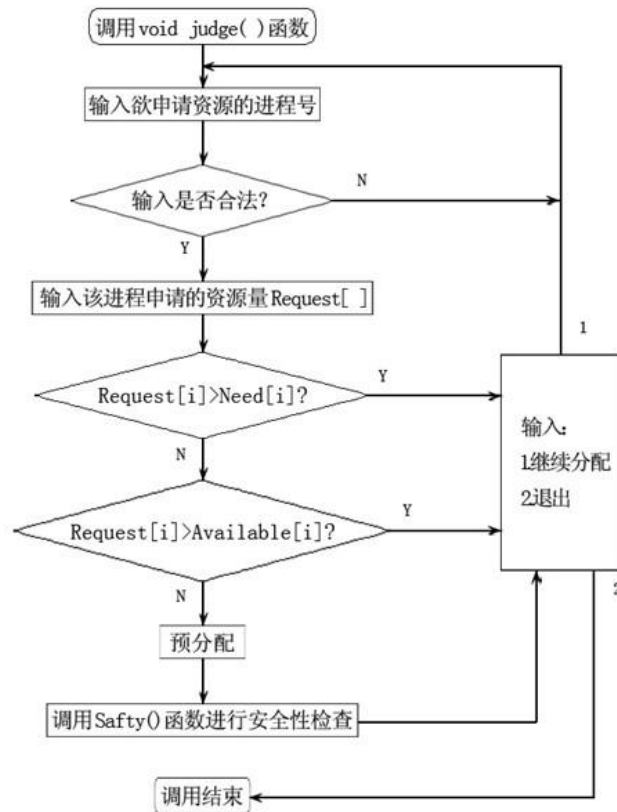 调用void judge( )函数
输入欲申请资源的进程号
输入是否合法?
N
Y
输入该进程申请的资源量Request[ ]
1
Request[i]>Need[i]?
Y
输入:
1.继续分配
2.退出
N
Request[i]>Available[i]?
Y
N
2
预分配
调用Safty()函数进行安全性检查
调用结束